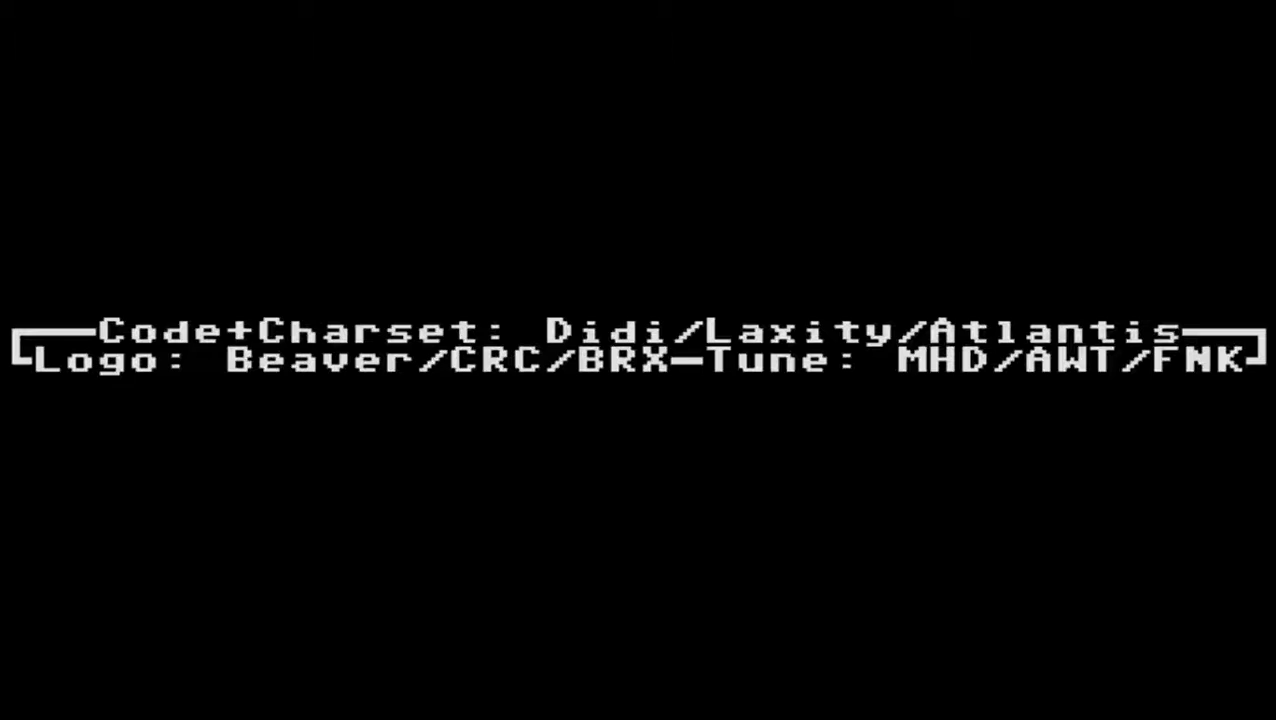 Code+Charset: Didi/Laxity/Atlantis
Logo: Beaver/CRC/BRX—Tune: MHD/AWT/FNK